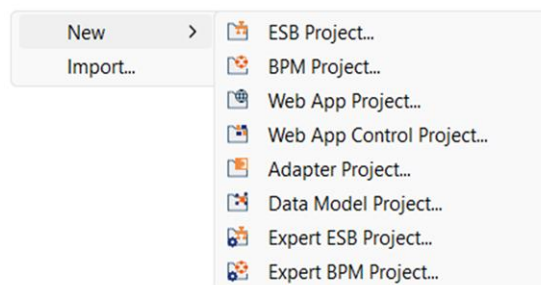 New
Import...
ESB Project...
BPM Project...
Web App Project...
Web App Control Project...
Adapter Project...
Data Model Project...
Expert ESB Project...
Expert BPM Project...